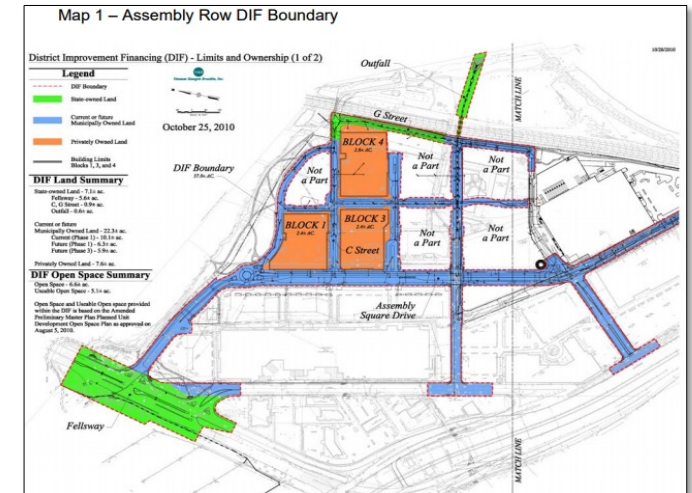 Map 1 – Assembly Row DIF Boundary
10/28/2010
District Improvement Financing (DIF) - Limits and Ownership (1 of 2)
Legend
DIF Boundary
State-owned Land
Current or future
Municipally Owned Land
Privately Owned Land
Building Limits
Blocks 1, 3, and 4
October 25, 2010
DIF Land Summary
State-owned Land - 7.1± ac.
Fellsway - 5.6± ac.
C, G Street - 0.9± ac.
Outfall - 0.6± ac.
Current or future
Municipally Owned Land - 22.3± ac.
Current (Phase 1) - 10.1± ac.
Future (Phase 1) - 6.3± ac.
Future (Phase 3) - 5.9± ac.
Privately Owned Land - 7.6± ac.
DIF Open Space Summary
Open Space - 6.6± ac.
Useable Open Space - 5.1± ac.
Open Space and Useable Open space provided
within the DIF is based on the Amended
Preliminary Master Plan Planned Unit
Development Open Space Plan as approved on
August 5, 2010.
Outfall
MATCH LINE
G Street
DIF Boundary
BLOCK 4
Not
a Part
Not
a Part
Not
a Part
BLOCK 1
BLOCK 3
C Street
Not
a Part
Not
a Part
Assembly
Square Drive
Fellsway
MATCH LINE